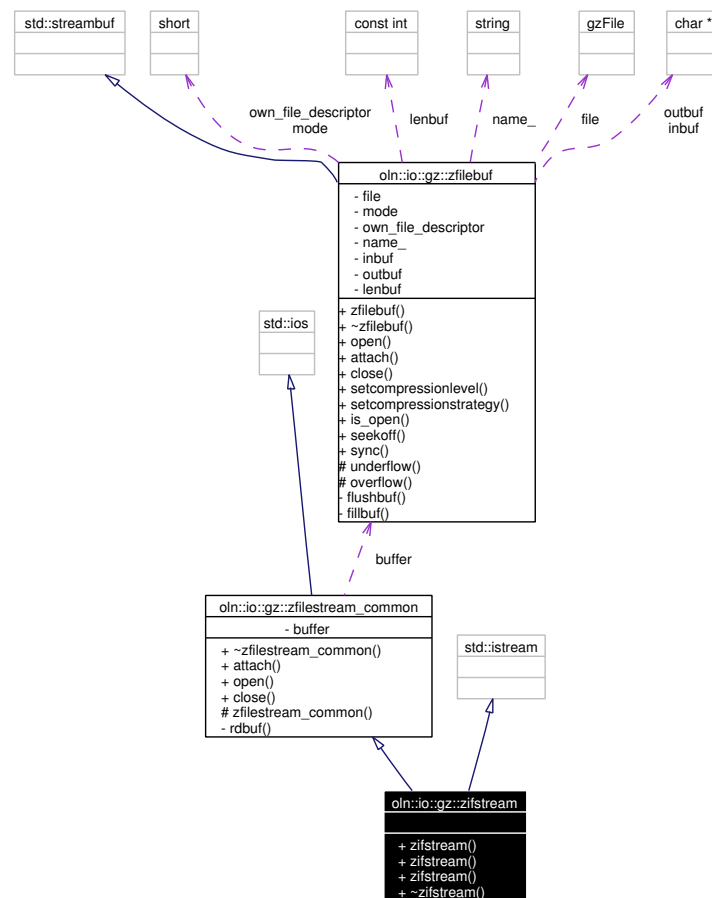 std::streambuf
short
const int
string
gzFile
char *
own_file_descriptor
mode
lenbuf
name_
file
outbuf
inbuf
oln::io::gz::zfilebuf
- file
- mode
- own_file_descriptor
- name_
- inbuf
- outbuf
- lenbuf
+ zfilebuf()
+ ~zfilebuf()
+ open()
+ attach()
+ close()
+ setcompressionlevel()
+ setcompressionstrategy()
+ is_open()
+ seekoff()
+ sync()
# underflow()
# overflow()
- flushbuf()
- fillbuf()
std::ios
buffer
oln::io::gz::zfilestream_common
- buffer
+ ~zfilestream_common()
+ attach()
+ open()
+ close()
# zfilestream_common()
- rdbuf()
std::istream
oln::io::gz::zifstream
+ zifstream()
+ zifstream()
+ zifstream()
+ ~zifstream()